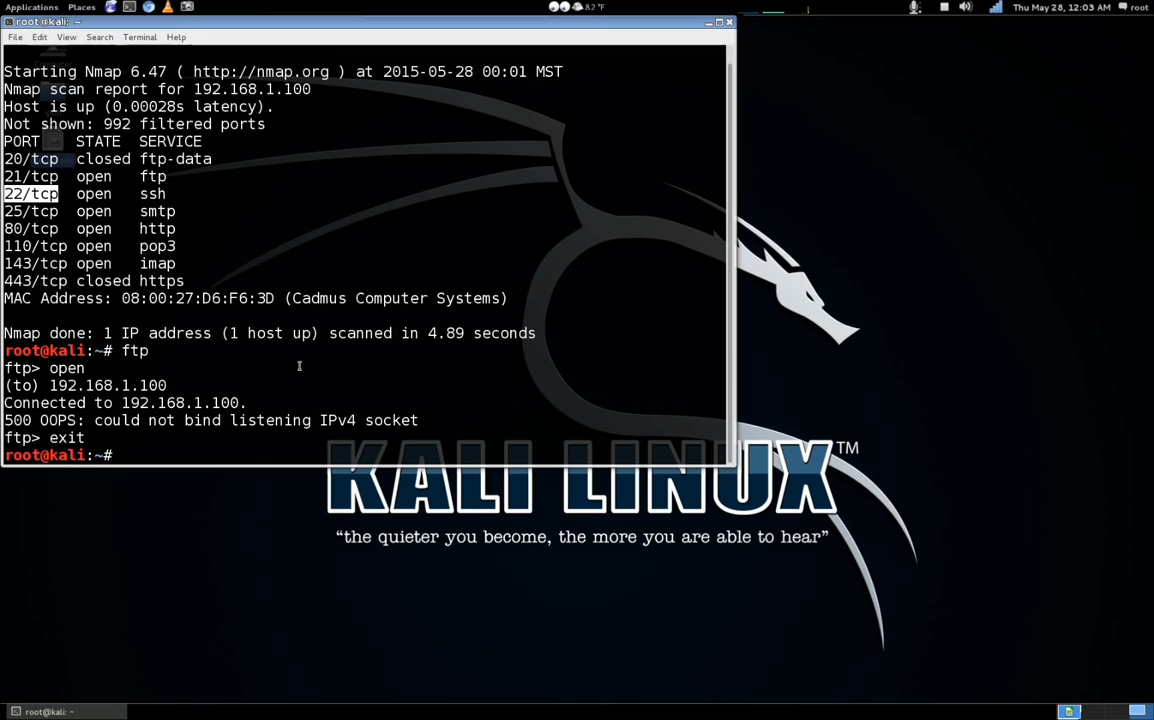 Applications Places 82 °F Thu May 28, 12:03 AM root
root@kali: ~
File Edit View Search Terminal Help
Starting Nmap 6.47 ( http://nmap.org ) at 2015-05-28 00:01 MST
Nmap scan report for 192.168.1.100
Host is up (0.00028s latency).
Not shown: 992 filtered ports
PORT STATE SERVICE
20/tcp closed ftp-data
21/tcp open ftp
22/tcp open ssh
25/tcp open smtp
80/tcp open http
110/tcp open pop3
143/tcp open imap
443/tcp closed https
MAC Address: 08:00:27:D6:F6:3D (Cadmus Computer Systems)
Nmap done: 1 IP address (1 host up) scanned in 4.89 seconds
root@kali:~# ftp
ftp> open
(to) 192.168.1.100
Connected to 192.168.1.100.
500 OOPS: could not bind listening IPv4 socket
ftp> exit
root@kali:~#
KALI LINUX™
“the quieter you become, the more you are able to hear”
root@kali: ~